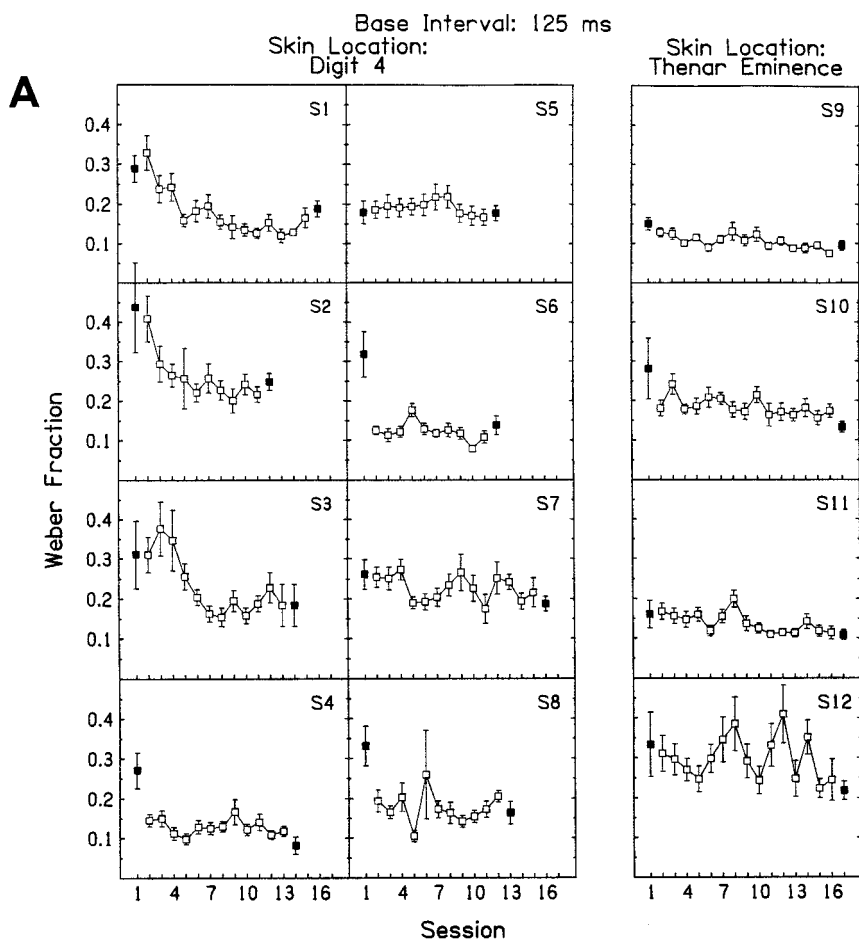 Base Interval: 125 ms
Skin Location:
Digit 4
Skin Location:
Thenar Eminence
A
Weber Fraction
S1
S5
S9
0.4
0.3
0.2
0.1
S2
S6
S10
0.4
0.3
0.2
0.1
S3
S7
S11
0.4
0.3
0.2
0.1
S4
S8
S12
0.4
0.3
0.2
0.1
1 4 7 10 13 16
1 4 7 10 13 16
1 4 7 10 13 16
Session